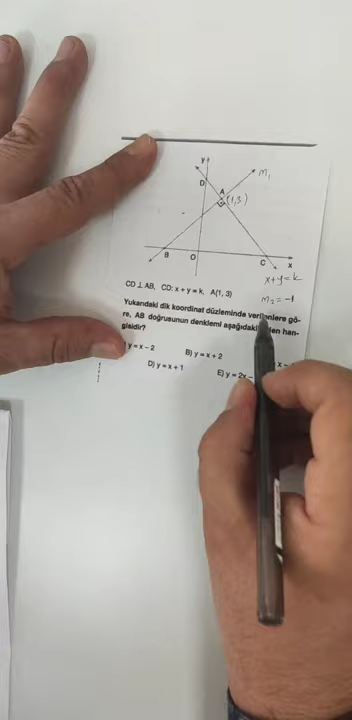 y
m₁
D
A
(1,3)
B
O
C
x
x+y=k
CD ⊥ AB, CD: x + y = k, A(1, 3)
m₂=-1
Yukarıdaki dik koordinat düzleminde verilenlere gö-
re, AB doğrusunun denklemi aşağıdaki han-
gisidir?
y = x – 2
B) y = x + 2
D) y = x + 1
E) y = 2x –